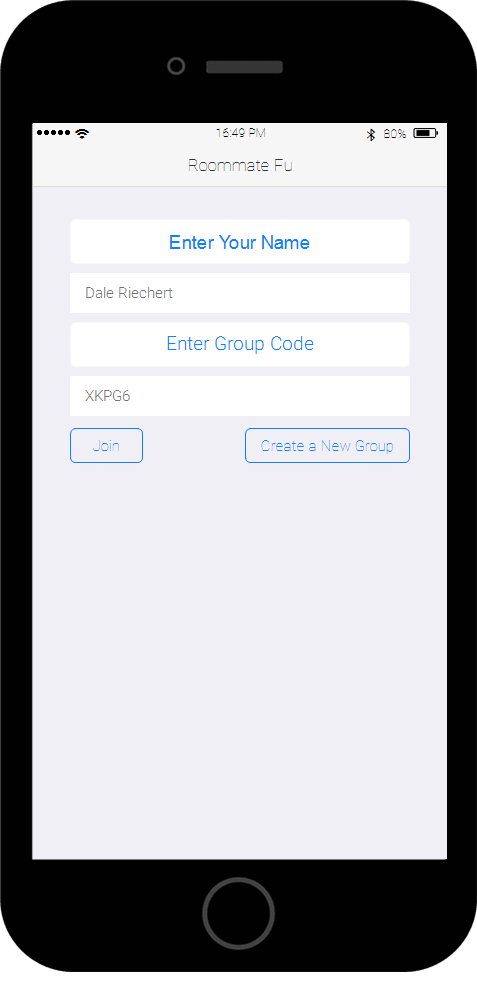 16:49 PM 80%
Roommate Fu
Enter Your Name
Dale Riechert
Enter Group Code
XKPG6
Join Create a New Group